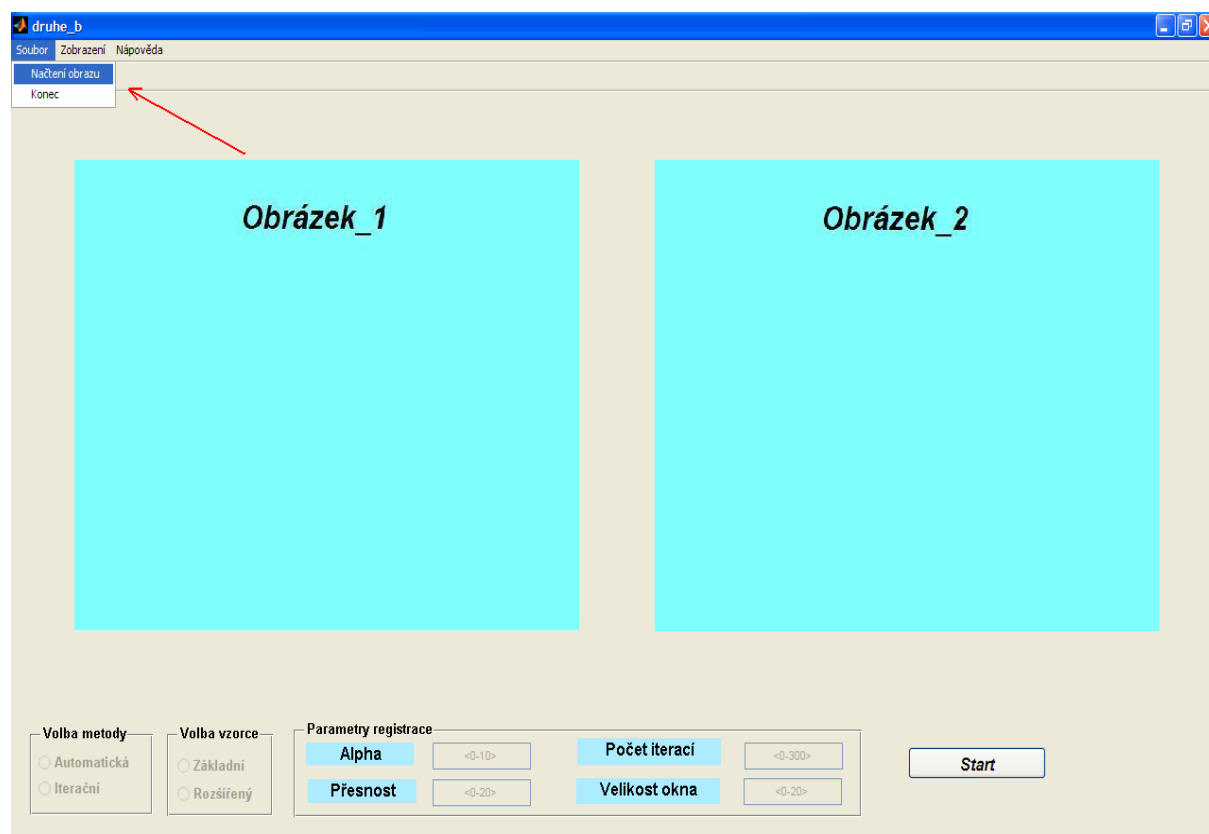 druhe_b
Soubor Zobrazení Nápověda
Načtení obrazu
Konec
Obrázek_1
Obrázek_2
Volba metody
Automatická
Iterační
Volba vzorce
Základní
Rozšířený
Parametry registrace
Alpha <0-10> Počet iterací <0-300>
Přesnost <0-20> Velikost okna <0-20>
Start